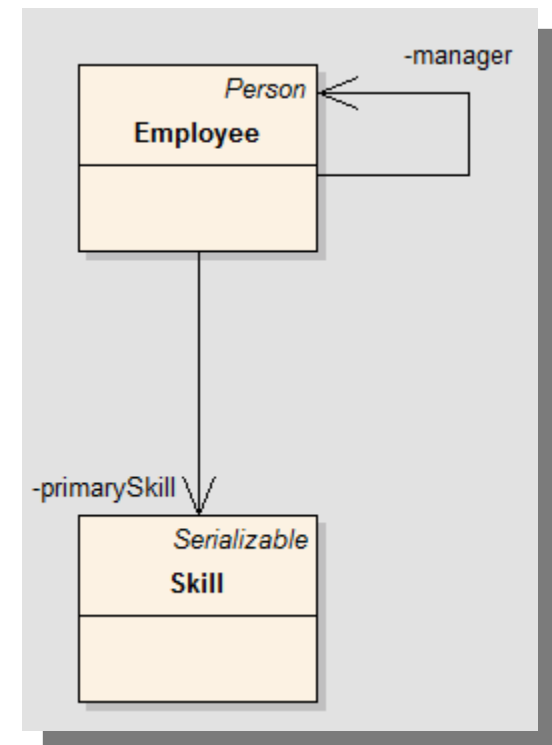 -manager
Person
Employee
-primarySkill
Serializable
Skill